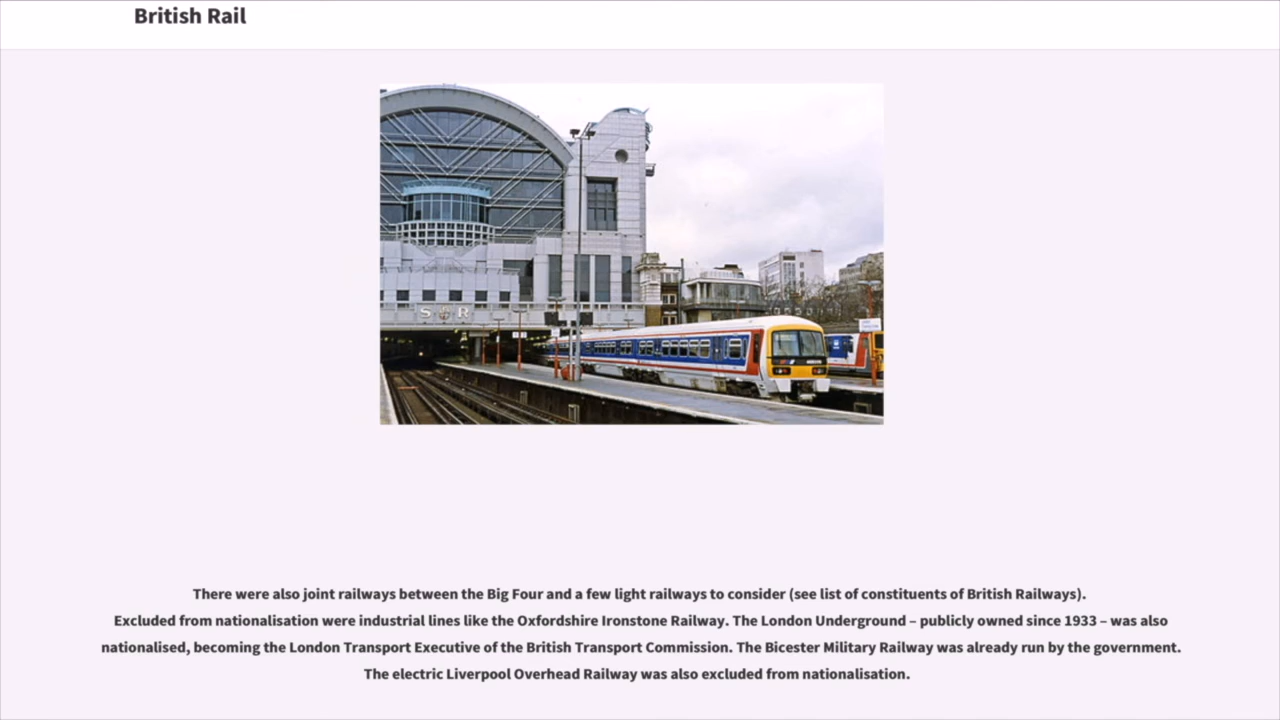 British Rail
S R
There were also joint railways between the Big Four and a few light railways to consider (see list of constituents of British Railways).
Excluded from nationalisation were industrial lines like the Oxfordshire Ironstone Railway. The London Underground – publicly owned since 1933 – was also
nationalised, becoming the London Transport Executive of the British Transport Commission. The Bicester Military Railway was already run by the government.
The electric Liverpool Overhead Railway was also excluded from nationalisation.